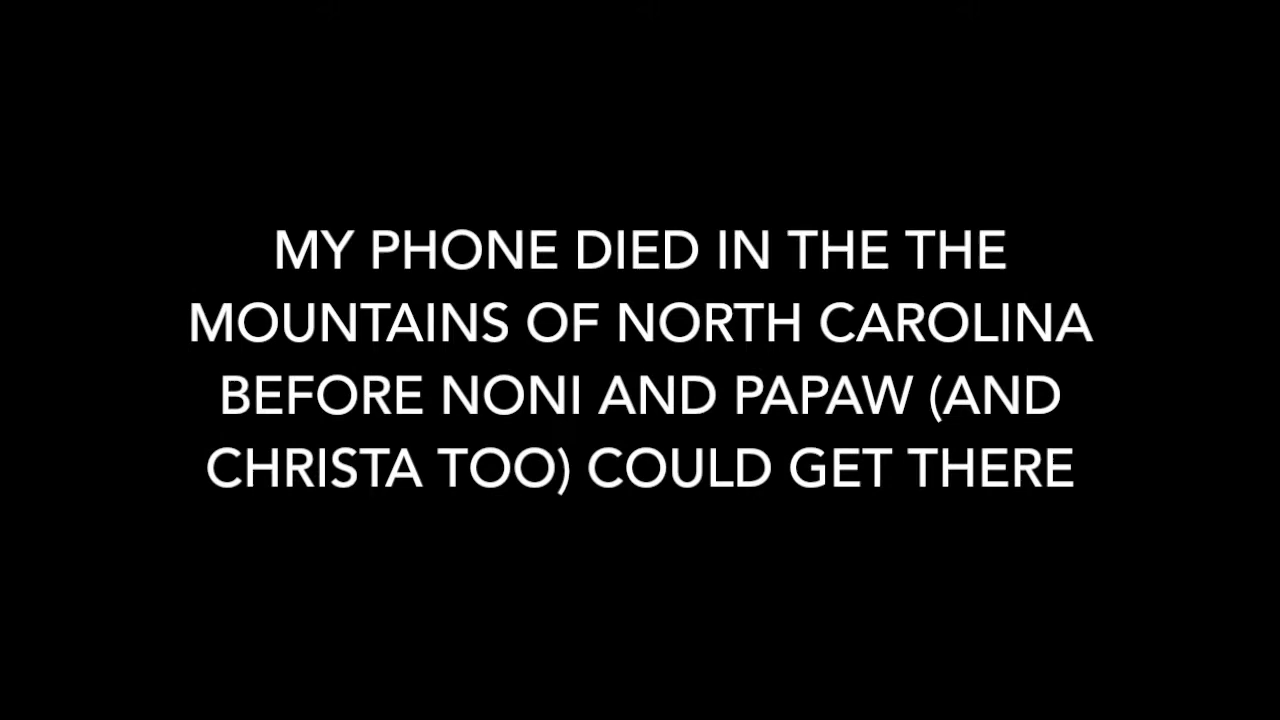 MY PHONE DIED IN THE THE
MOUNTAINS OF NORTH CAROLINA
BEFORE NONI AND PAPAW (AND
CHRISTA TOO) COULD GET THERE